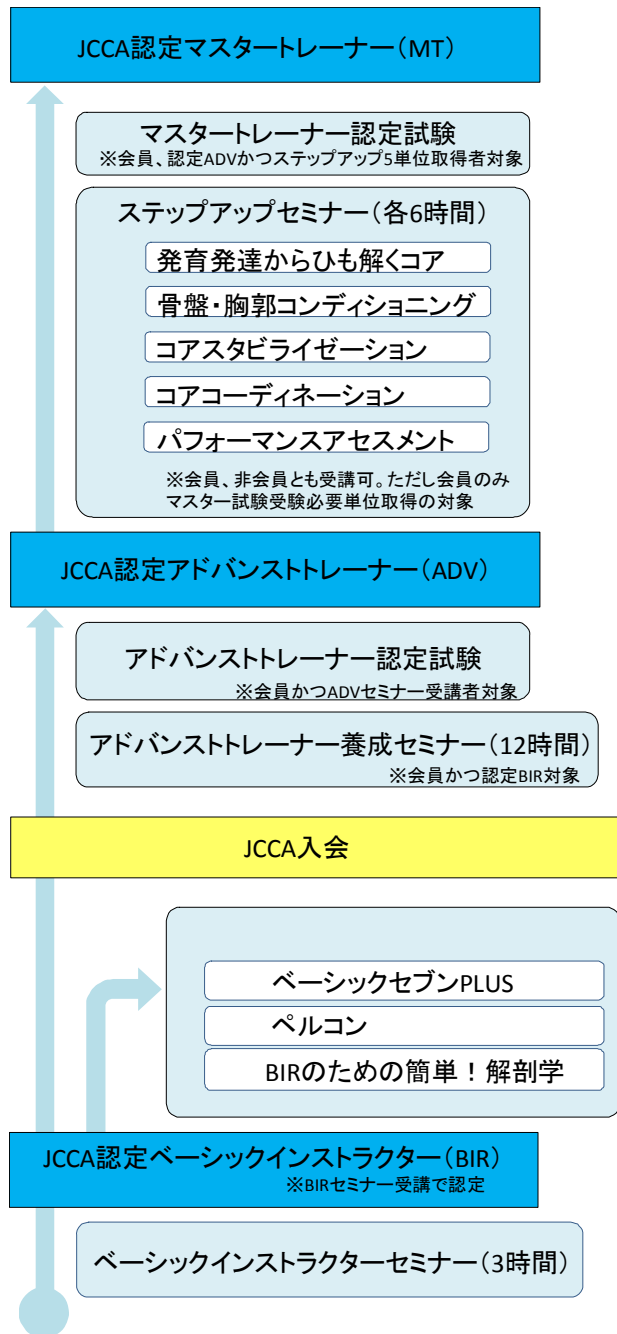 JCCA認定マスタートレーナー（MT）
マスタートレーナー認定試験
※会員、認定ADVかつステップアップ5単位取得者対象
ステップアップセミナー（各6時間）
発育発達からひも解くコア
骨盤・胸郭コンディショニング
コアスタビライゼーション
コアコーディネーション
パフォーマンスアセスメント
※会員、非会員とも受講可。ただし会員のみ
マスター試験受験必要単位取得の対象
JCCA認定アドバンストトレーナー（ADV）
アドバンストトレーナー認定試験
※会員かつADVセミナー受講者対象
アドバンストトレーナー養成セミナー（12時間）
※会員かつ認定BIR対象
JCCA入会
ベーシックセブンPLUS
ペルコン
BIRのための簡単！解剖学
JCCA認定ベーシックインストラクター（BIR）
※BIRセミナー受講で認定
ベーシックインストラクターセミナー（3時間）